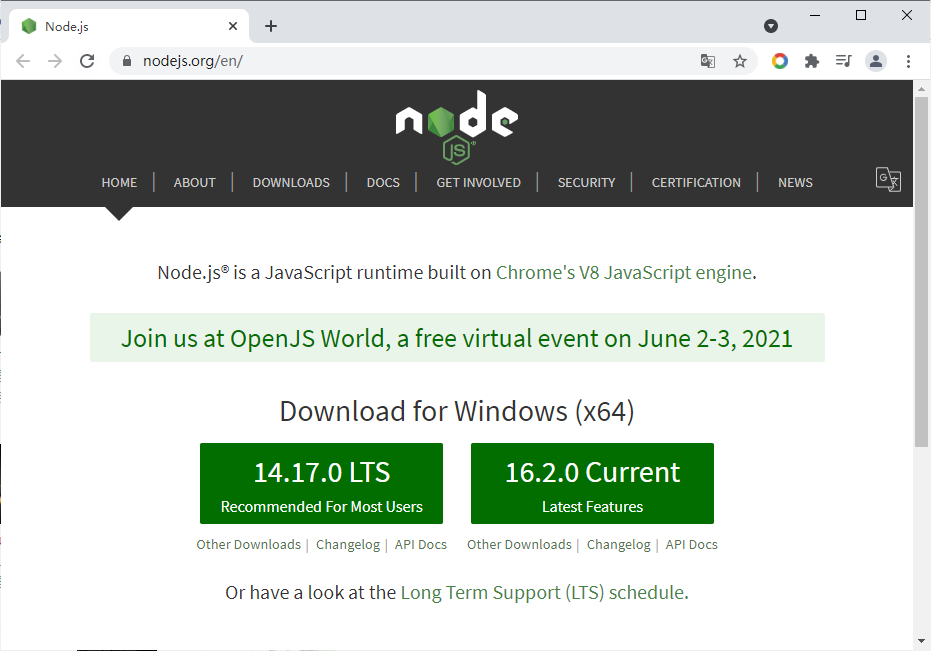 Node.js
nodejs.org/en/
node
JS
HOME | ABOUT | DOWNLOADS | DOCS | GET INVOLVED | SECURITY | CERTIFICATION | NEWS
Node.js® is a JavaScript runtime built on Chrome's V8 JavaScript engine.
Join us at OpenJS World, a free virtual event on June 2-3, 2021
Download for Windows (x64)
14.17.0 LTS
Recommended For Most Users
16.2.0 Current
Latest Features
Other Downloads | Changelog | API Docs
Other Downloads | Changelog | API Docs
Or have a look at the Long Term Support (LTS) schedule.